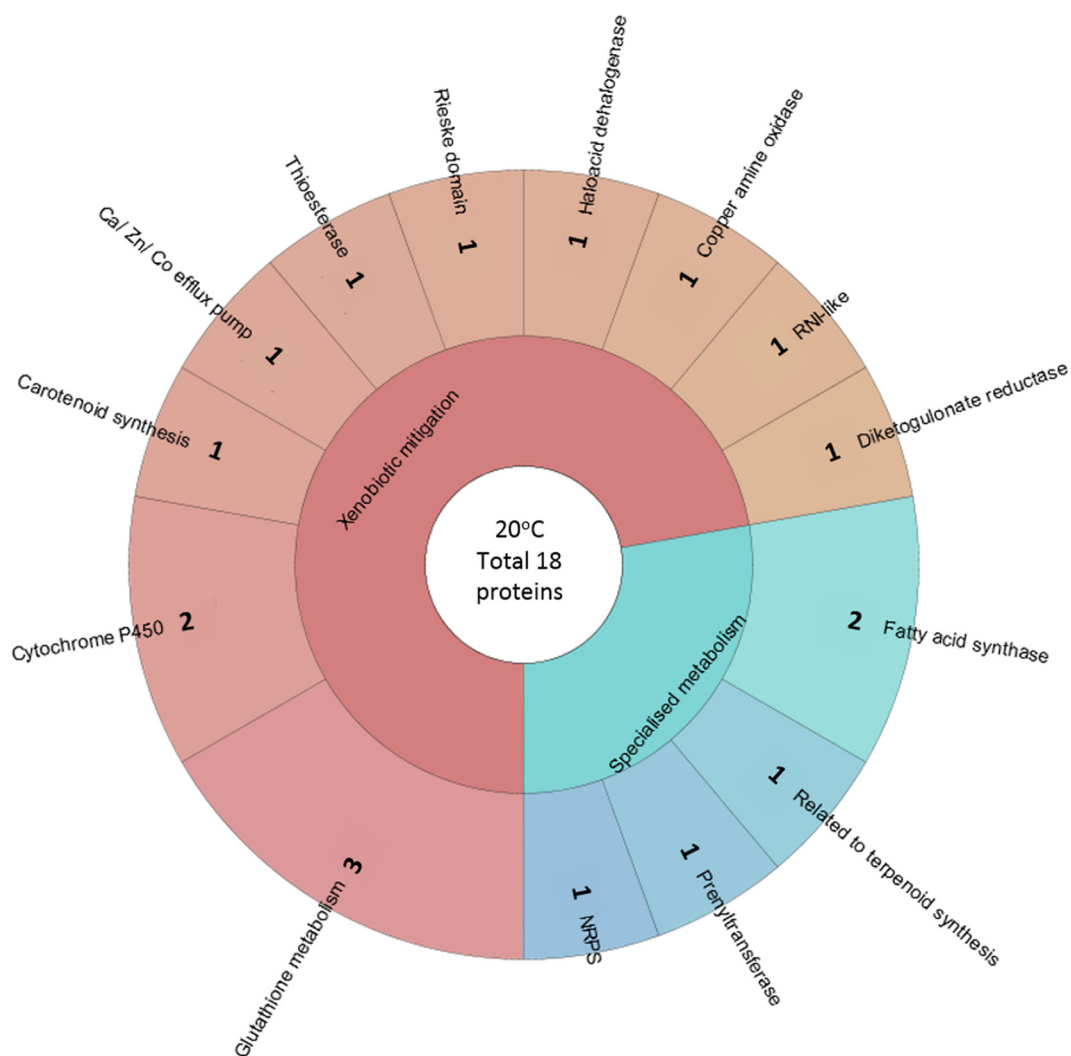 20°C
Total 18
proteins
Xenobiotic mitigation
Specialised metabolism
Haloacid dehalogenase
1
Copper amine oxidase
1
RNI-like
1
Diketogulonate reductase
1
Fatty acid synthase
2
Related to terpenoid synthesis
1
Prenyltransferase
1
NRPS
1
Glutathione metabolism
3
Cytochrome P450
2
Carotenoid synthesis
1
Ca/ Zn/ Co efflux pump
1
Thioesterase
1
Rieske domain
1